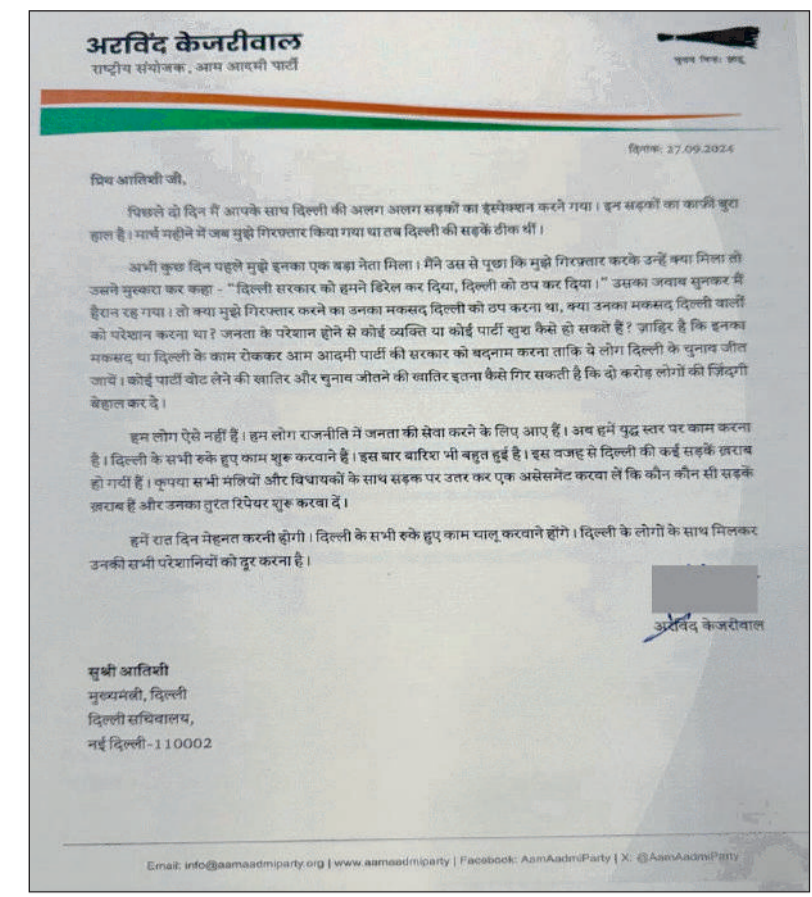 अरविंद केजरीवाल
राष्ट्रीय संयोजक, आम आदमी पार्टी
चुनाव चिन्ह: झाड़ू
दिनांक: 27.09.2024
प्रिय आतिशी जी,
पिछले दो दिन मैं आपके साथ दिल्ली की अलग अलग सड़कों का इंस्पेक्शन करने गया। इन सड़कों का काफ़ी बुरा
हाल है। मार्च महीने में जब मुझे गिरफ़्तार किया गया था तब दिल्ली की सड़कें ठीक थीं।
अभी कुछ दिन पहले मुझे इनका एक बड़ा नेता मिला। मैंने उस से पूछा कि मुझे गिरफ़्तार करके उन्हें क्या मिला तो
उसने मुस्करा कर कहा - “दिल्ली सरकार को हमने डिरेल कर दिया, दिल्ली को ठप कर दिया।” उसका जवाब सुनकर मैं
हैरान रह गया। तो क्या मुझे गिरफ्तार करने का उनका मकसद दिल्ली को ठप करना था, क्या उनका मकसद दिल्ली वालों
को परेशान करना था? जनता के परेशान होने से कोई व्यक्ति या कोई पार्टी खुश कैसे हो सकते हैं? ज़ाहिर है कि इनका
मकसद था दिल्ली के काम रोककर आम आदमी पार्टी की सरकार को बदनाम करना ताकि ये लोग दिल्ली के चुनाव जीत
जायें। कोई पार्टी वोट लेने की खातिर और चुनाव जीतने की खातिर इतना कैसे गिर सकती है कि दो करोड़ लोगों की ज़िंदगी
बेहाल कर दे।
हम लोग ऐसे नहीं हैं। हम लोग राजनीति में जनता की सेवा करने के लिए आए हैं। अब हमें युद्ध स्तर पर काम करना
है। दिल्ली के सभी रुके हुए काम शुरू करवाने हैं। इस बार बारिश भी बहुत हुई है। इस वजह से दिल्ली की कई सड़कें ख़राब
हो गयीं हैं। कृपया सभी मंत्रियों और विधायकों के साथ सड़क पर उतर कर एक असेसमेंट करवा लें कि कौन कौन सी सड़कें
ख़राब हैं और उनका तुरंत रिपेयर शुरू करवा दें।
हमें रात दिन मेहनत करनी होगी। दिल्ली के सभी रुके हुए काम चालू करवाने होंगे। दिल्ली के लोगों के साथ मिलकर
उनकी सभी परेशानियों को दूर करना है।
अरविंद केजरीवाल
सुश्री आतिशी
मुख्यमंत्री, दिल्ली
दिल्ली सचिवालय,
नई दिल्ली-110002
Email: info@aamaadmiparty.org | www.aamaadmiparty | Facebook: AamAadmiParty | X: @AamAadmiParty